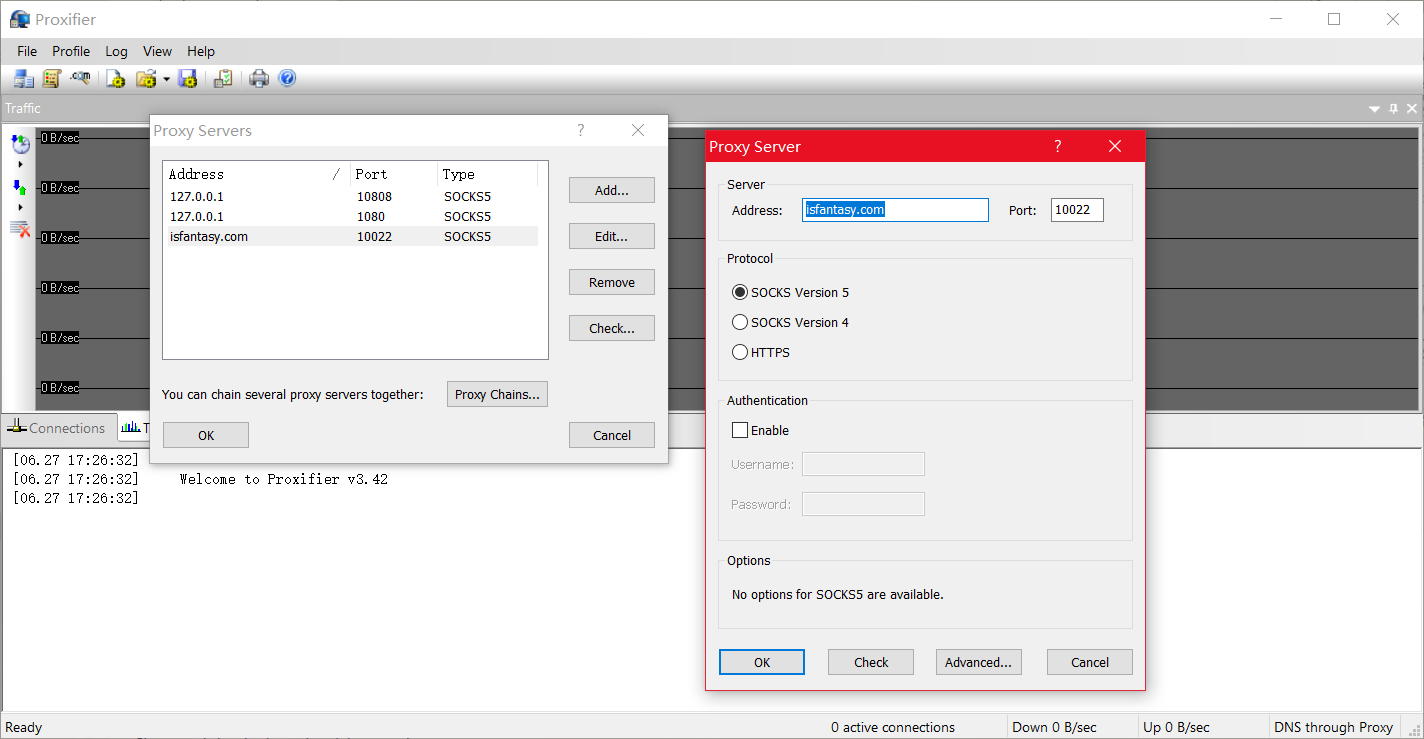 Proxifier
File Profile Log View Help
.com
Traffic
0 B/sec
0 B/sec
0 B/sec
0 B/sec
0 B/sec
0 B/sec
Proxy Servers ?
Address / Port Type
127.0.0.1 10808 SOCKS5
127.0.0.1 1080 SOCKS5
isfantasy.com 10022 SOCKS5
Add...
Edit...
Remove
Check...
You can chain several proxy servers together: Proxy Chains...
OK Cancel
Proxy Server ?
Server
Address: isfantasy.com Port: 10022
Protocol
SOCKS Version 5
SOCKS Version 4
HTTPS
Authentication
Enable
Username:
Password:
Options
No options for SOCKS5 are available.
OK Check Advanced... Cancel
Connections T
[06.27 17:26:32]
[06.27 17:26:32] Welcome to Proxifier v3.42
[06.27 17:26:32]
Ready 0 active connections Down 0 B/sec Up 0 B/sec DNS through Proxy